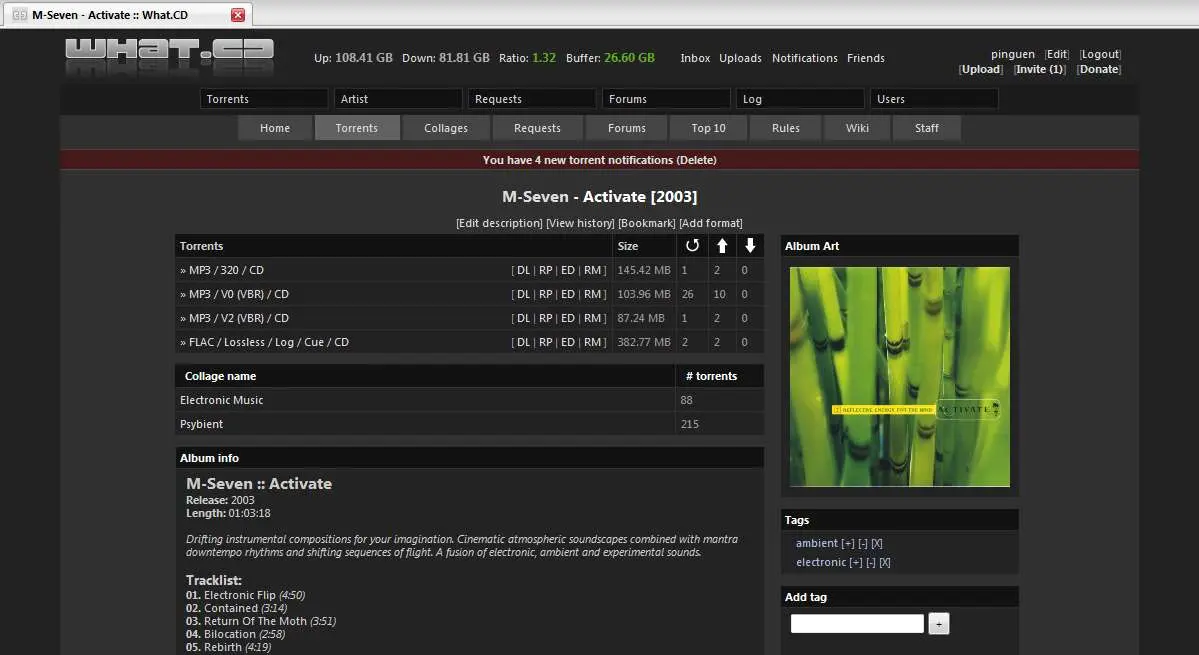 M-Seven - Activate :: What.CD
WHAT.CD
Up: 108.41 GB Down: 81.81 GB Ratio: 1.32 Buffer: 26.60 GB
Inbox Uploads Notifications Friends
pinguen [Edit] [Logout]
[Upload] [Invite (1)] [Donate]
Torrents Artist Requests Forums Log Users
Home Torrents Collages Requests Forums Top 10 Rules Wiki Staff
You have 4 new torrent notifications (Delete)
M-Seven - Activate [2003]
[Edit description] [View history] [Bookmark] [Add format]
Torrents Size
» MP3 / 320 / CD [ DL | RP | ED | RM ] 145.42 MB 1 2 0
» MP3 / V0 (VBR) / CD [ DL | RP | ED | RM ] 103.96 MB 26 10 0
» MP3 / V2 (VBR) / CD [ DL | RP | ED | RM ] 87.24 MB 1 2 0
» FLAC / Lossless / Log / Cue / CD [ DL | RP | ED | RM ] 382.77 MB 2 2 0
Collage name # torrents
Electronic Music 88
Psybient 215
Album info
M-Seven :: Activate
Release: 2003
Length: 01:03:18
Drifting instrumental compositions for your imagination. Cinematic atmospheric soundscapes combined with mantra
downtempo rhythms and shifting sequences of flight. A fusion of electronic, ambient and experimental sounds.
Tracklist:
01. Electronic Flip (4:50)
02. Contained (3:14)
03. Return Of The Moth (3:51)
04. Bilocation (2:58)
05. Rebirth (4:19)
Album Art
REFLECTIVE ENERGY FOR THE MIND ACTIVATE
Tags
ambient [+] [-] [X]
electronic [+] [-] [X]
Add tag
+